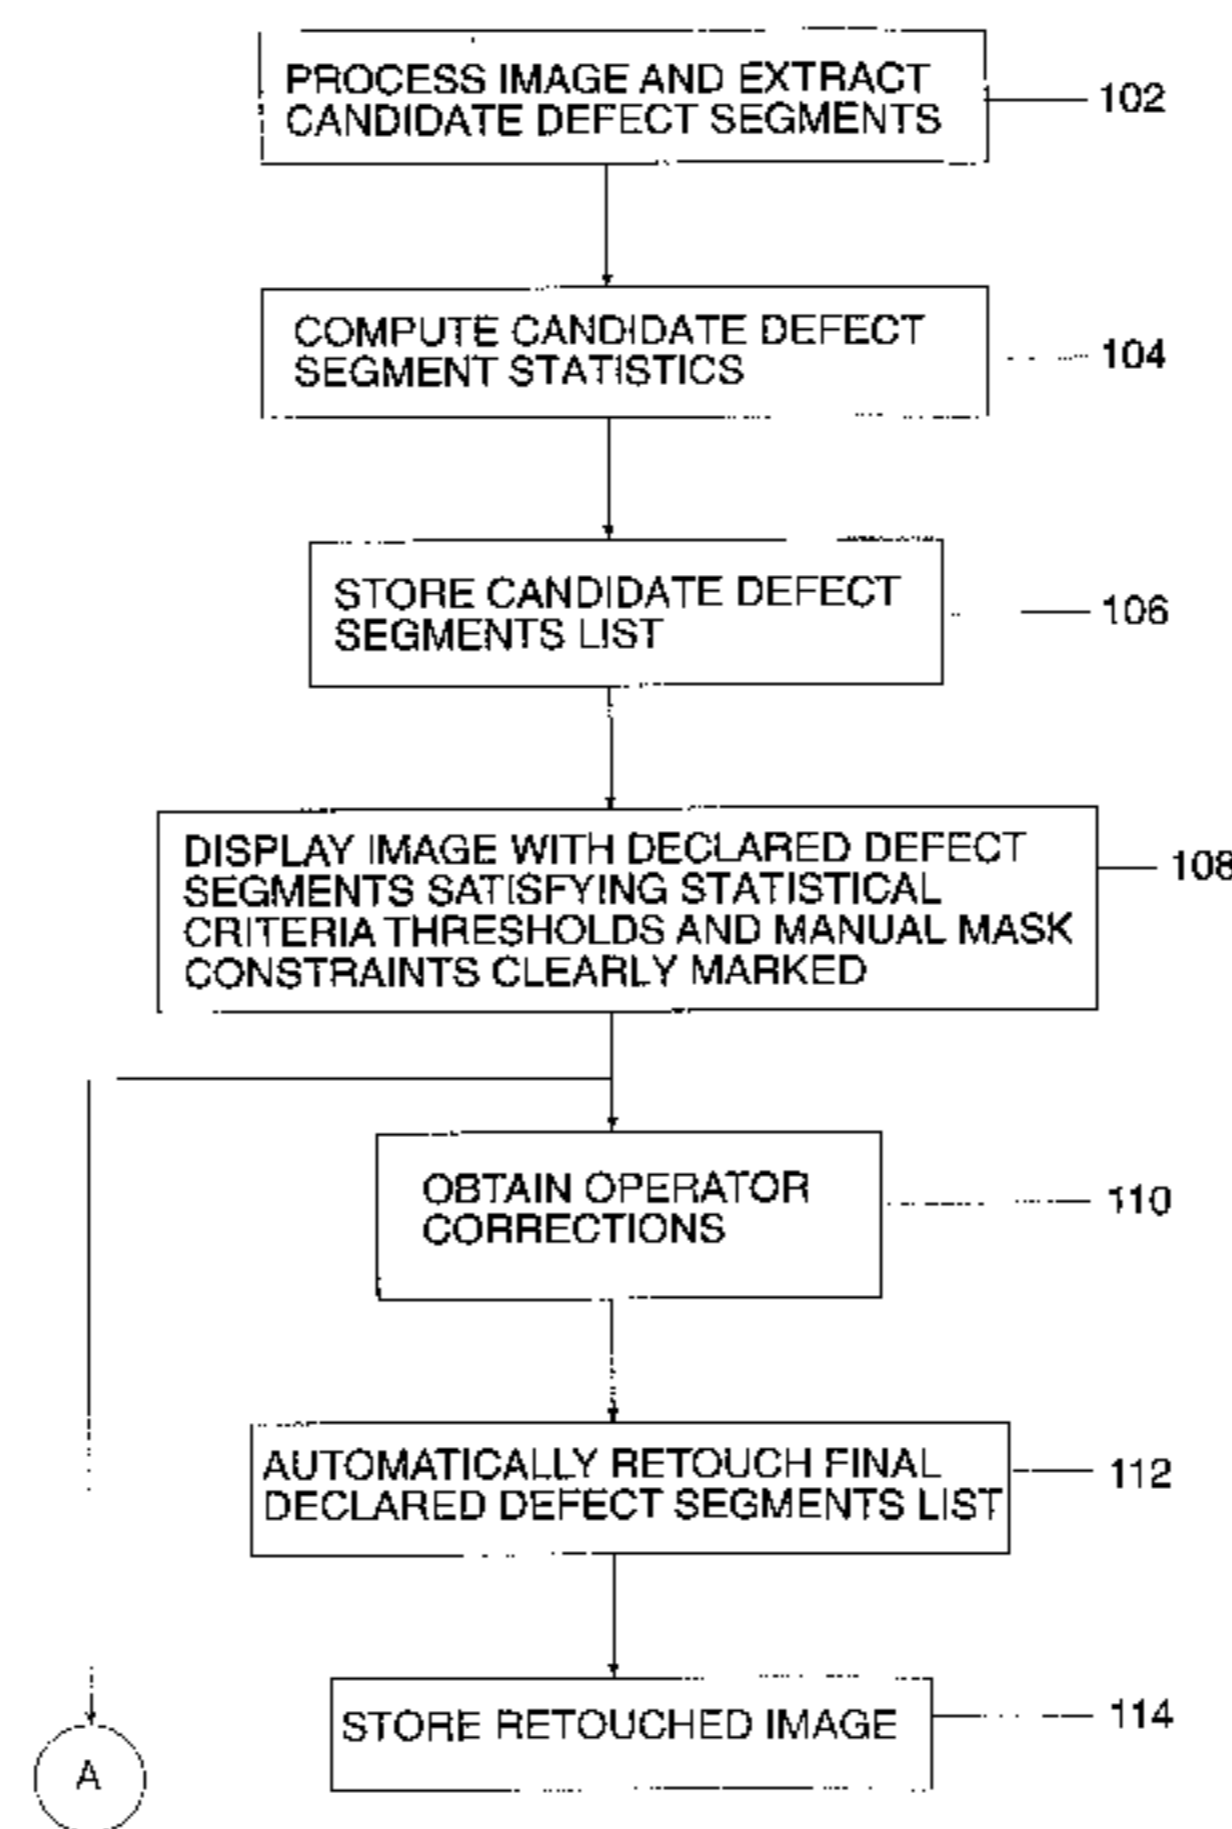 PROCESS IMAGE AND EXTRACT
CANDIDATE DEFECT SEGMENTS
102
COMPUTE CANDIDATE DEFECT
SEGMENT STATISTICS
104
STORE CANDIDATE DEFECT
SEGMENTS LIST
106
DISPLAY IMAGE WITH DECLARED DEFECT
SEGMENTS SATISFYING STATISTICAL
CRITERIA THRESHOLDS AND MANUAL MASK
CONSTRAINTS CLEARLY MARKED
108
OBTAIN OPERATOR
CORRECTIONS
110
AUTOMATICALLY RETOUCH FINAL
DECLARED DEFECT SEGMENTS LIST
112
STORE RETOUCHED IMAGE
114
A